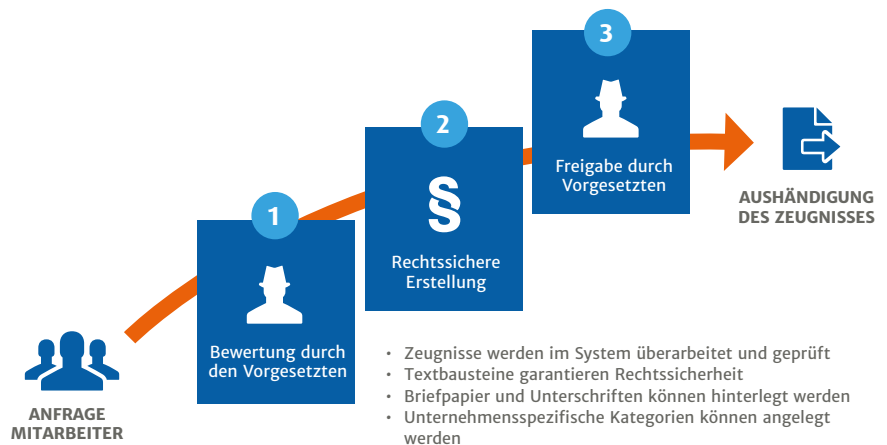 ANFRAGE
MITARBEITER
1
Bewertung durch
den Vorgesetzten
2
§
Rechtssichere
Erstellung
3
Freigabe durch
Vorgesetzten
AUSHÄNDIGUNG
DES ZEUGNISSES
• Zeugnisse werden im System überarbeitet und geprüft
• Textbausteine garantieren Rechtssicherheit
• Briefpapier und Unterschriften können hinterlegt werden
• Unternehmensspezifische Kategorien können angelegt
werden